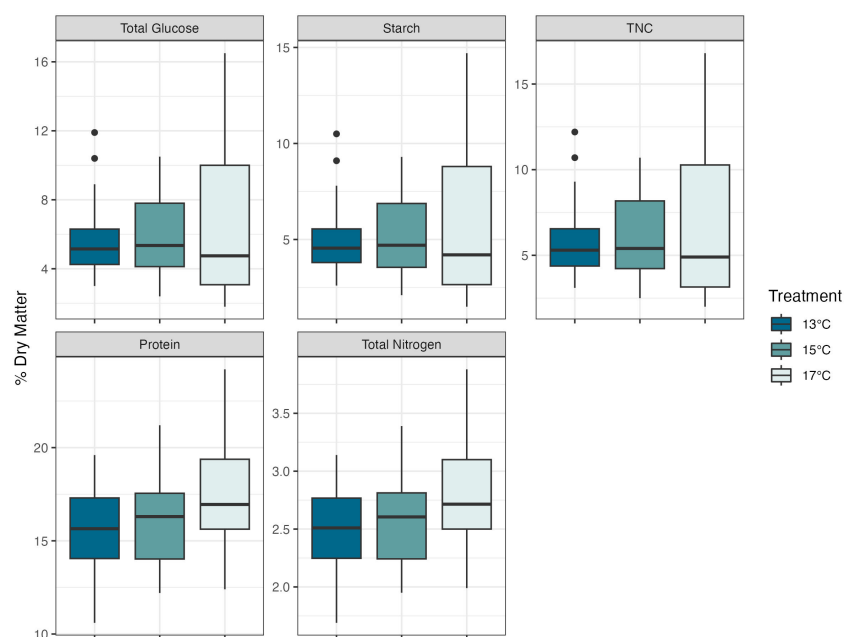 Total Glucose
Starch
TNC
16
12
8
4
15
10
5
15
10
5
% Dry Matter
Protein
Total Nitrogen
20
15
10
3.5
3.0
2.5
2.0
Treatment
13°C
15°C
17°C